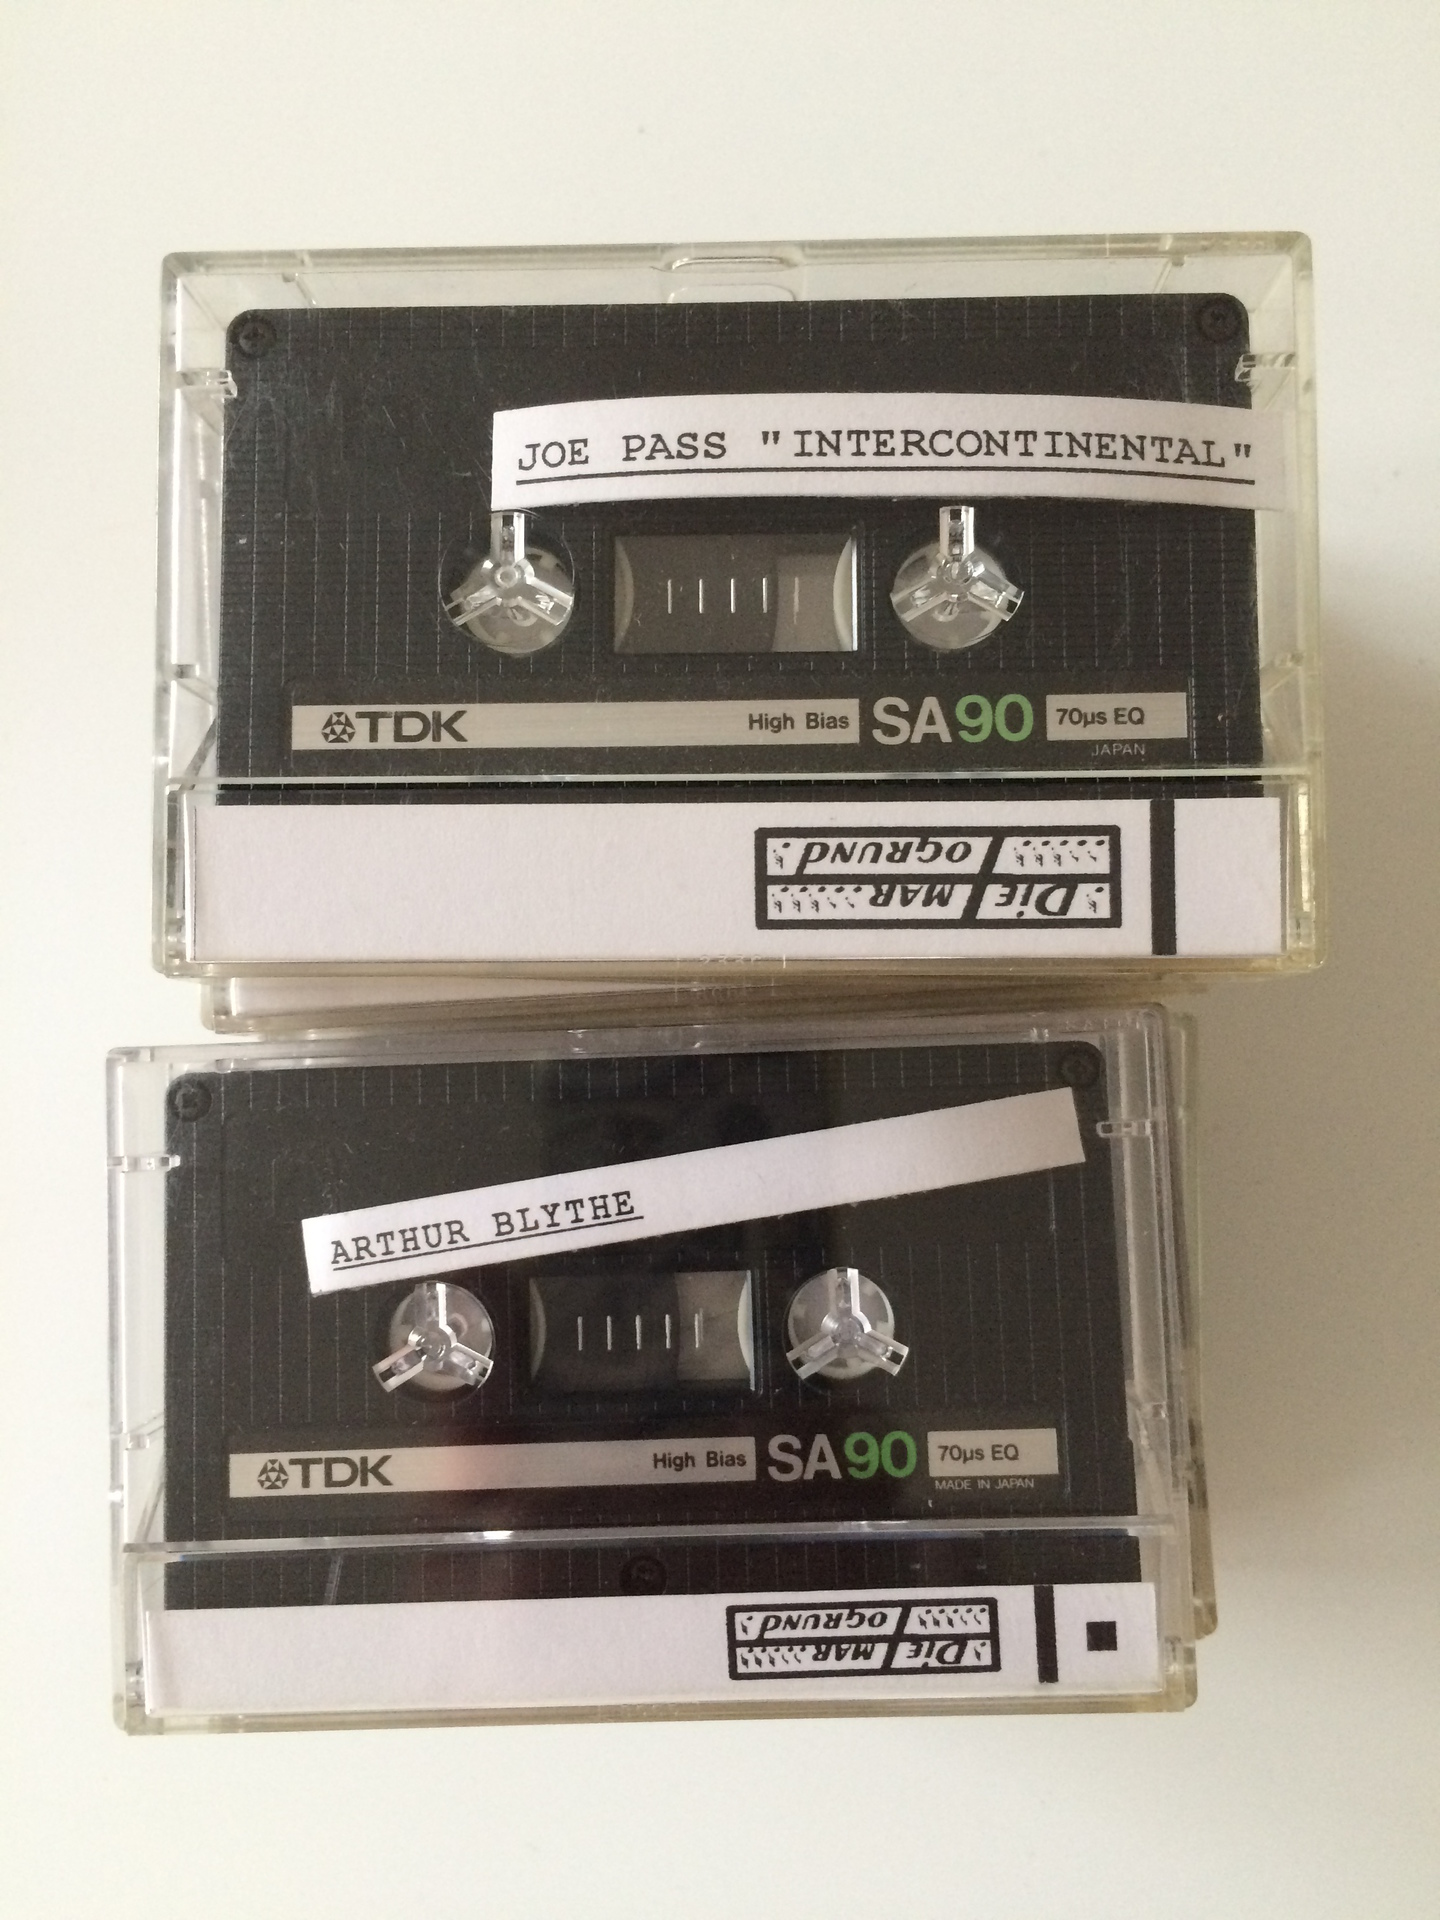 JOE PASS "INTERCONTINENTAL"
TDK High Bias SA90 70µs EQ
JAPAN
DIE MAR
OGRUND
ARTHUR BLYTHE
TDK High Bias SA90 70µs EQ
MADE IN JAPAN
DIE MAR
OGRUND